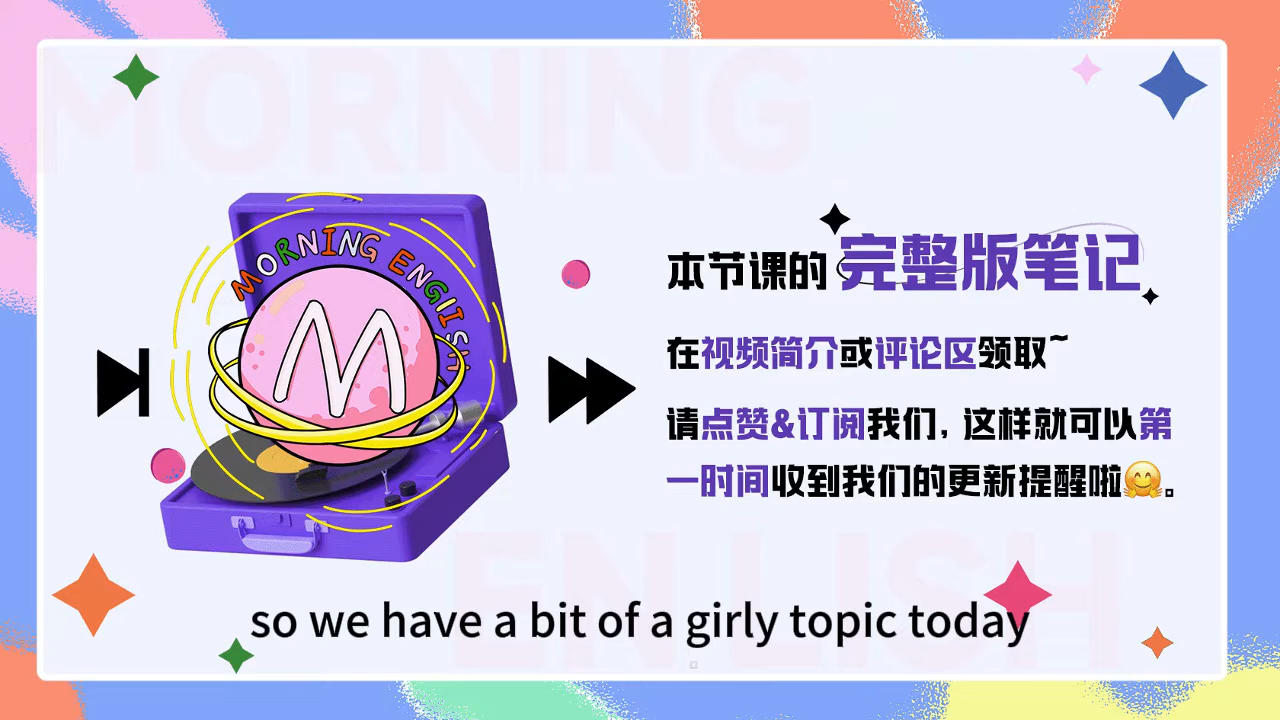 MORNING
MORNING ENGLISH
M
本节课的 完整版笔记
在视频简介或评论区领取~
请点赞&订阅我们, 这样就可以第
一时间收到我们的更新提醒啦🤗。
ENLISH
so we have a bit of a girly topic today